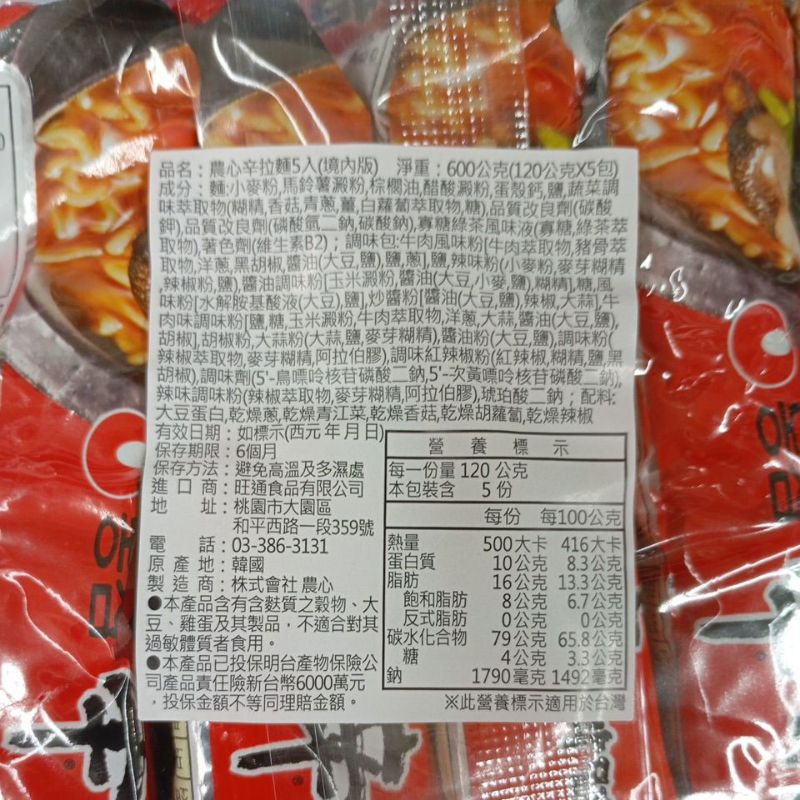 品名：農心辛拉麵5入(境內版)　淨重：600公克(120公克X5包)
成分：麵:小麥粉,馬鈴薯澱粉,棕櫚油,醋酸澱粉,蛋殼鈣,鹽,蔬菜調
味萃取物(糊精,香菇,青蔥,薑,白蘿蔔萃取物,糖),品質改良劑(碳酸
鉀),品質改良劑(磷酸氫二鈉,碳酸鈉),寡糖綠茶風味液(寡糖,綠茶萃
取物),著色劑(維生素B2)；調味包:牛肉風味粉(牛肉萃取物,豬骨萃
取物,洋蔥,黑胡椒,醬油(大豆,鹽),鹽,蔥],鹽,辣味粉(小麥粉,麥芽糊精
,辣椒粉,鹽),醬油調味粉[玉米澱粉,醬油(大豆,小麥,鹽),糊精],糖,風
味粉[水解胺基酸液(大豆),鹽],炒醬粉[醬油(大豆,鹽),辣椒,大蒜],牛
肉味調味粉[鹽,糖,玉米澱粉,牛肉萃取物,洋蔥,大蒜,醬油(大豆,鹽),
胡椒],胡椒粉,大蒜粉(大蒜,鹽,麥芽糊精),醬油粉(大豆,鹽),調味粉(
辣椒萃取物,麥芽糊精,阿拉伯膠),調味紅辣椒粉(紅辣椒,糊精,鹽,黑
胡椒),調味劑(5'-鳥嘌呤核苷磷酸二鈉,5'-次黃嘌呤核苷磷酸二鈉),
辣味調味粉(辣椒萃取物,麥芽糊精,阿拉伯膠),琥珀酸二鈉；配料:
大豆蛋白,乾燥蔥,乾燥青江菜,乾燥香菇,乾燥胡蘿蔔,乾燥辣椒
有效日期：如標示(西元年月日)
保存期限：6個月
保存方法：避免高溫及多濕處
進口商：旺通食品有限公司
地址：桃園市大園區
和平西路一段359號
電話：03-386-3131
原產地：韓國
製造商：株式會社 農心
●本產品含有含麩質之穀物、大
豆、雞蛋及其製品，不適合對其
過敏體質者食用。
●本產品已投保明台產物保險公
司產品責任險新台幣6000萬元
，投保金額不等同理賠金額。
營養標示
每一份量 120 公克
本包裝含　5 份
每份　每100公克
熱量　500大卡　416大卡
蛋白質　10公克　8.3公克
脂肪　16公克　13.3公克
飽和脂肪　8公克　6.7公克
反式脂肪　0公克　0公克
碳水化合物　79公克　65.8公克
糖　4公克　3.3公克
鈉　1790毫克　1492毫克
※此營養標示適用於台灣